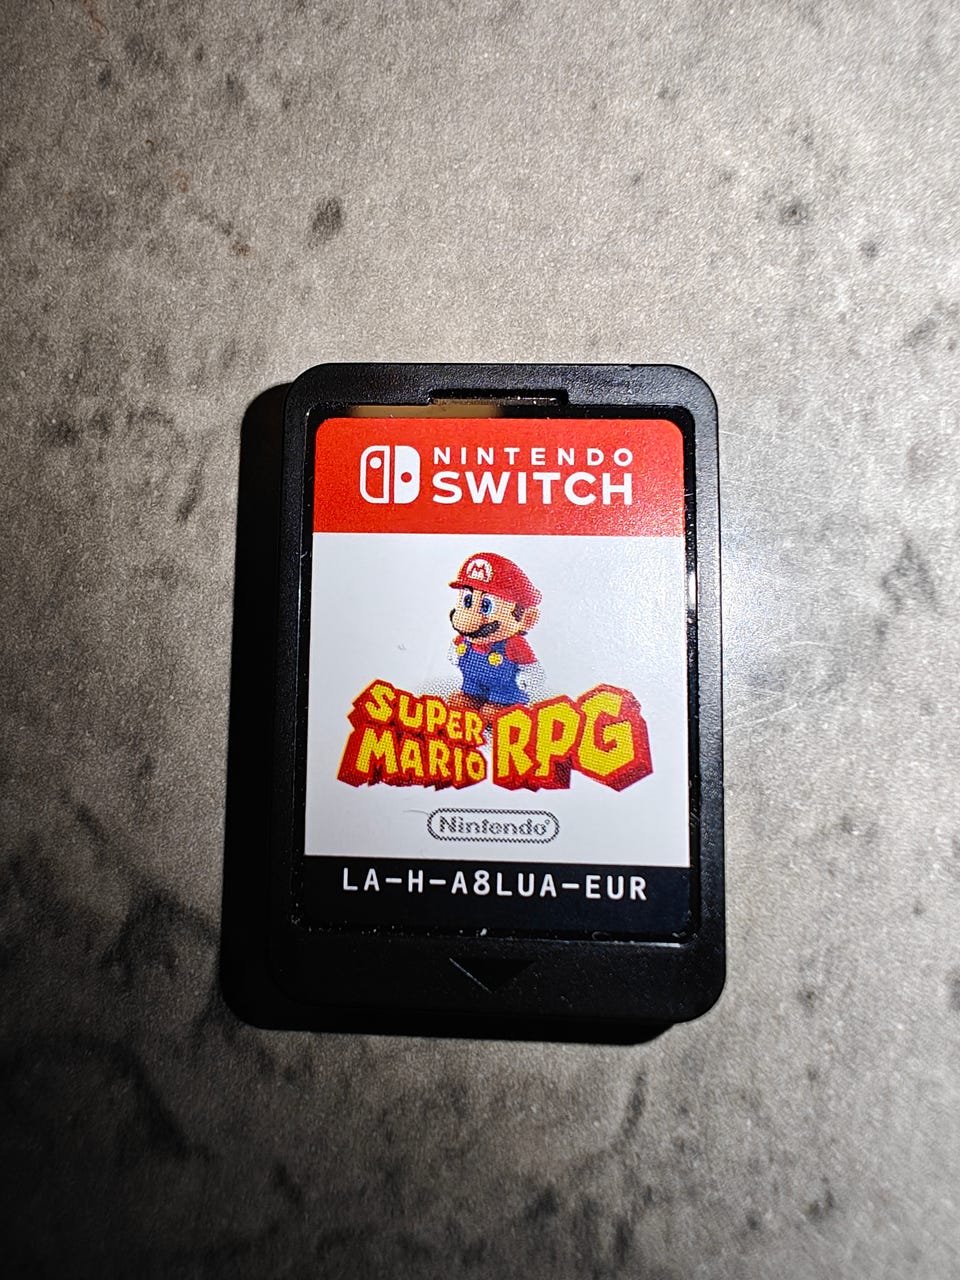 NINTENDO
SWITCH
M
SUPER
MARIO RPG
Nintendo
LA-H-A8LUA-EUR